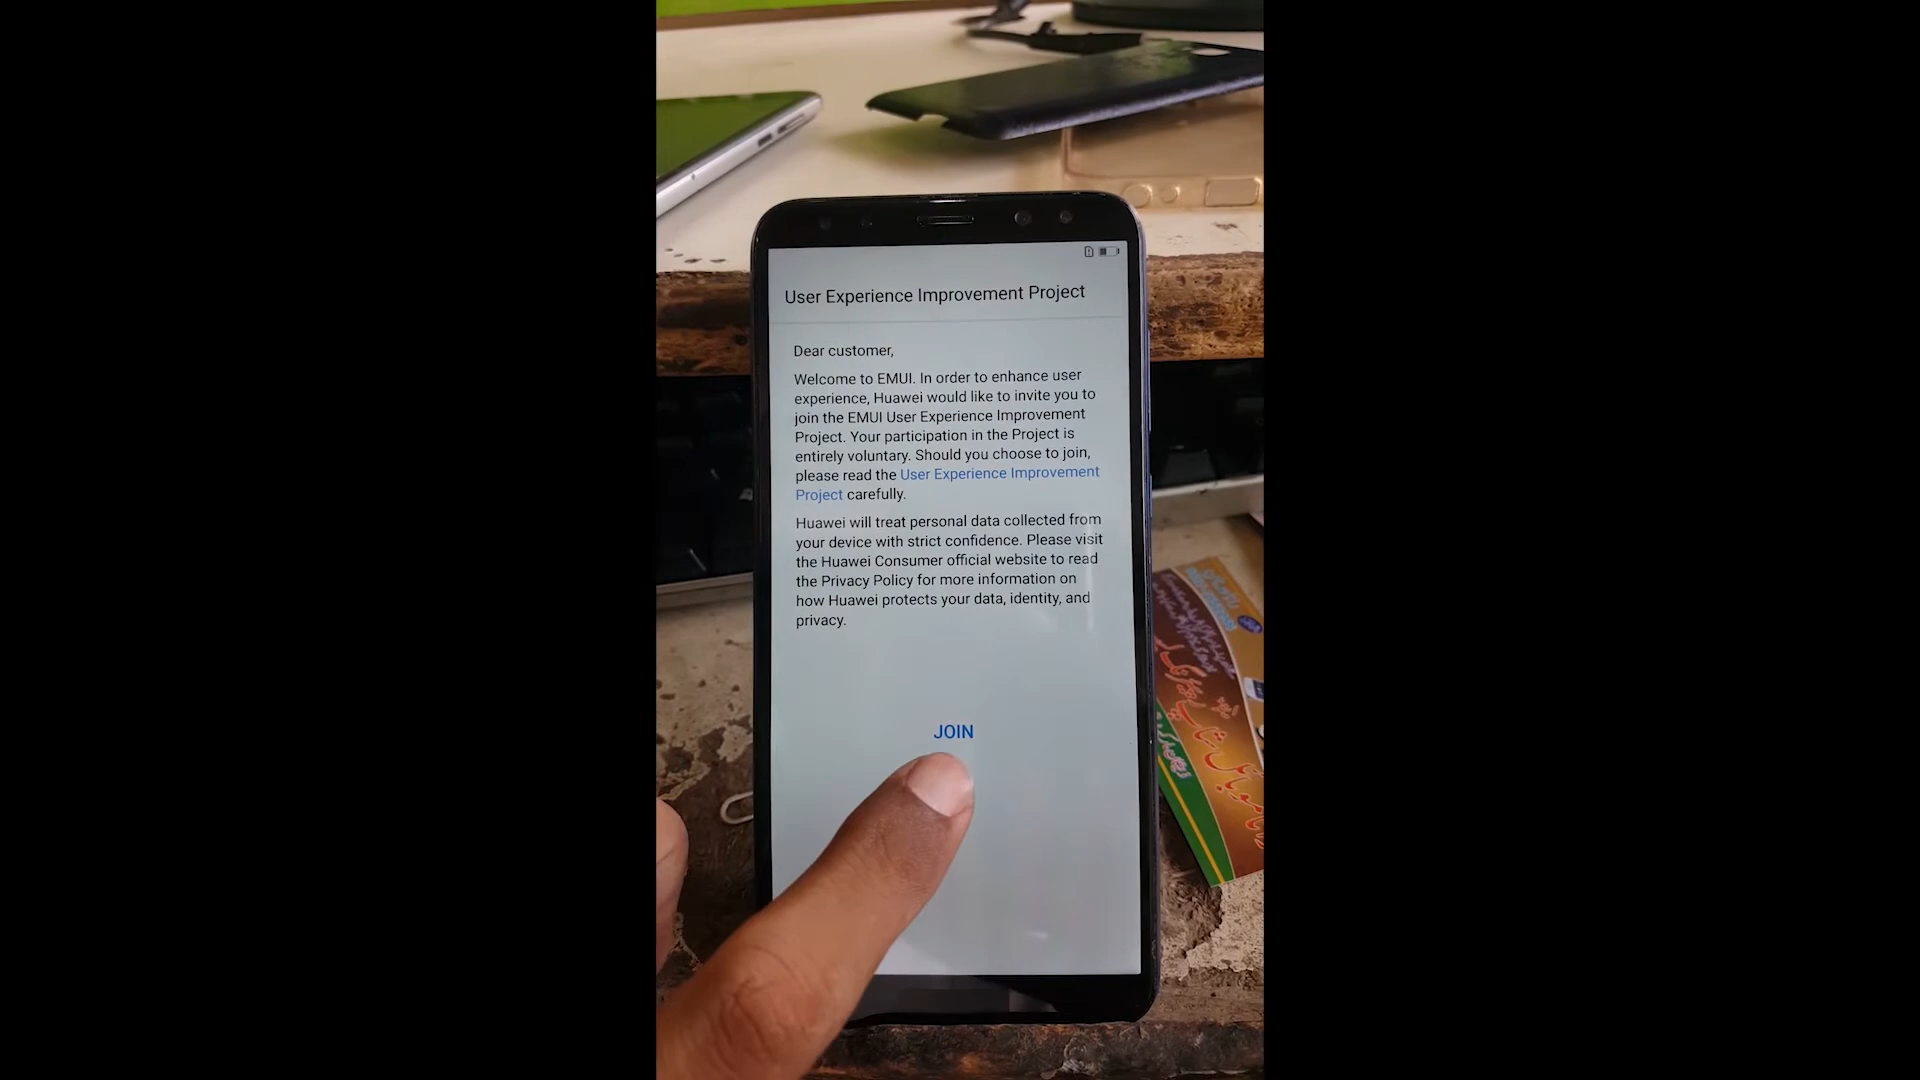 User Experience Improvement Project
Dear customer,
Welcome to EMUI. In order to enhance user
experience, Huawei would like to invite you to
join the EMUI User Experience Improvement
Project. Your participation in the Project is
entirely voluntary. Should you choose to join,
please read the User Experience Improvement
Project carefully.
Huawei will treat personal data collected from
your device with strict confidence. Please visit
the Huawei Consumer official website to read
the Privacy Policy for more information on
how Huawei protects your data, identity, and
privacy.
JOIN